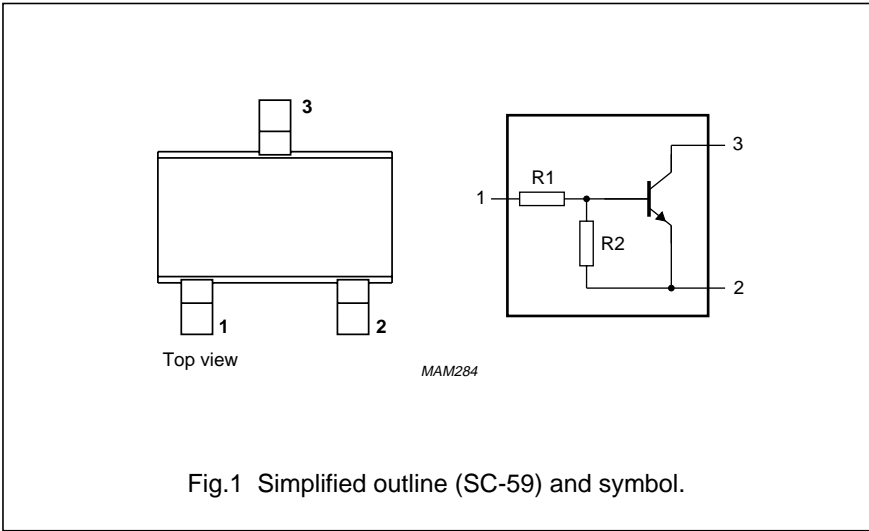 3
1
2
Top view
R1
R2
1
3
2
MAM284
Fig.1 Simplified outline (SC-59) and symbol.